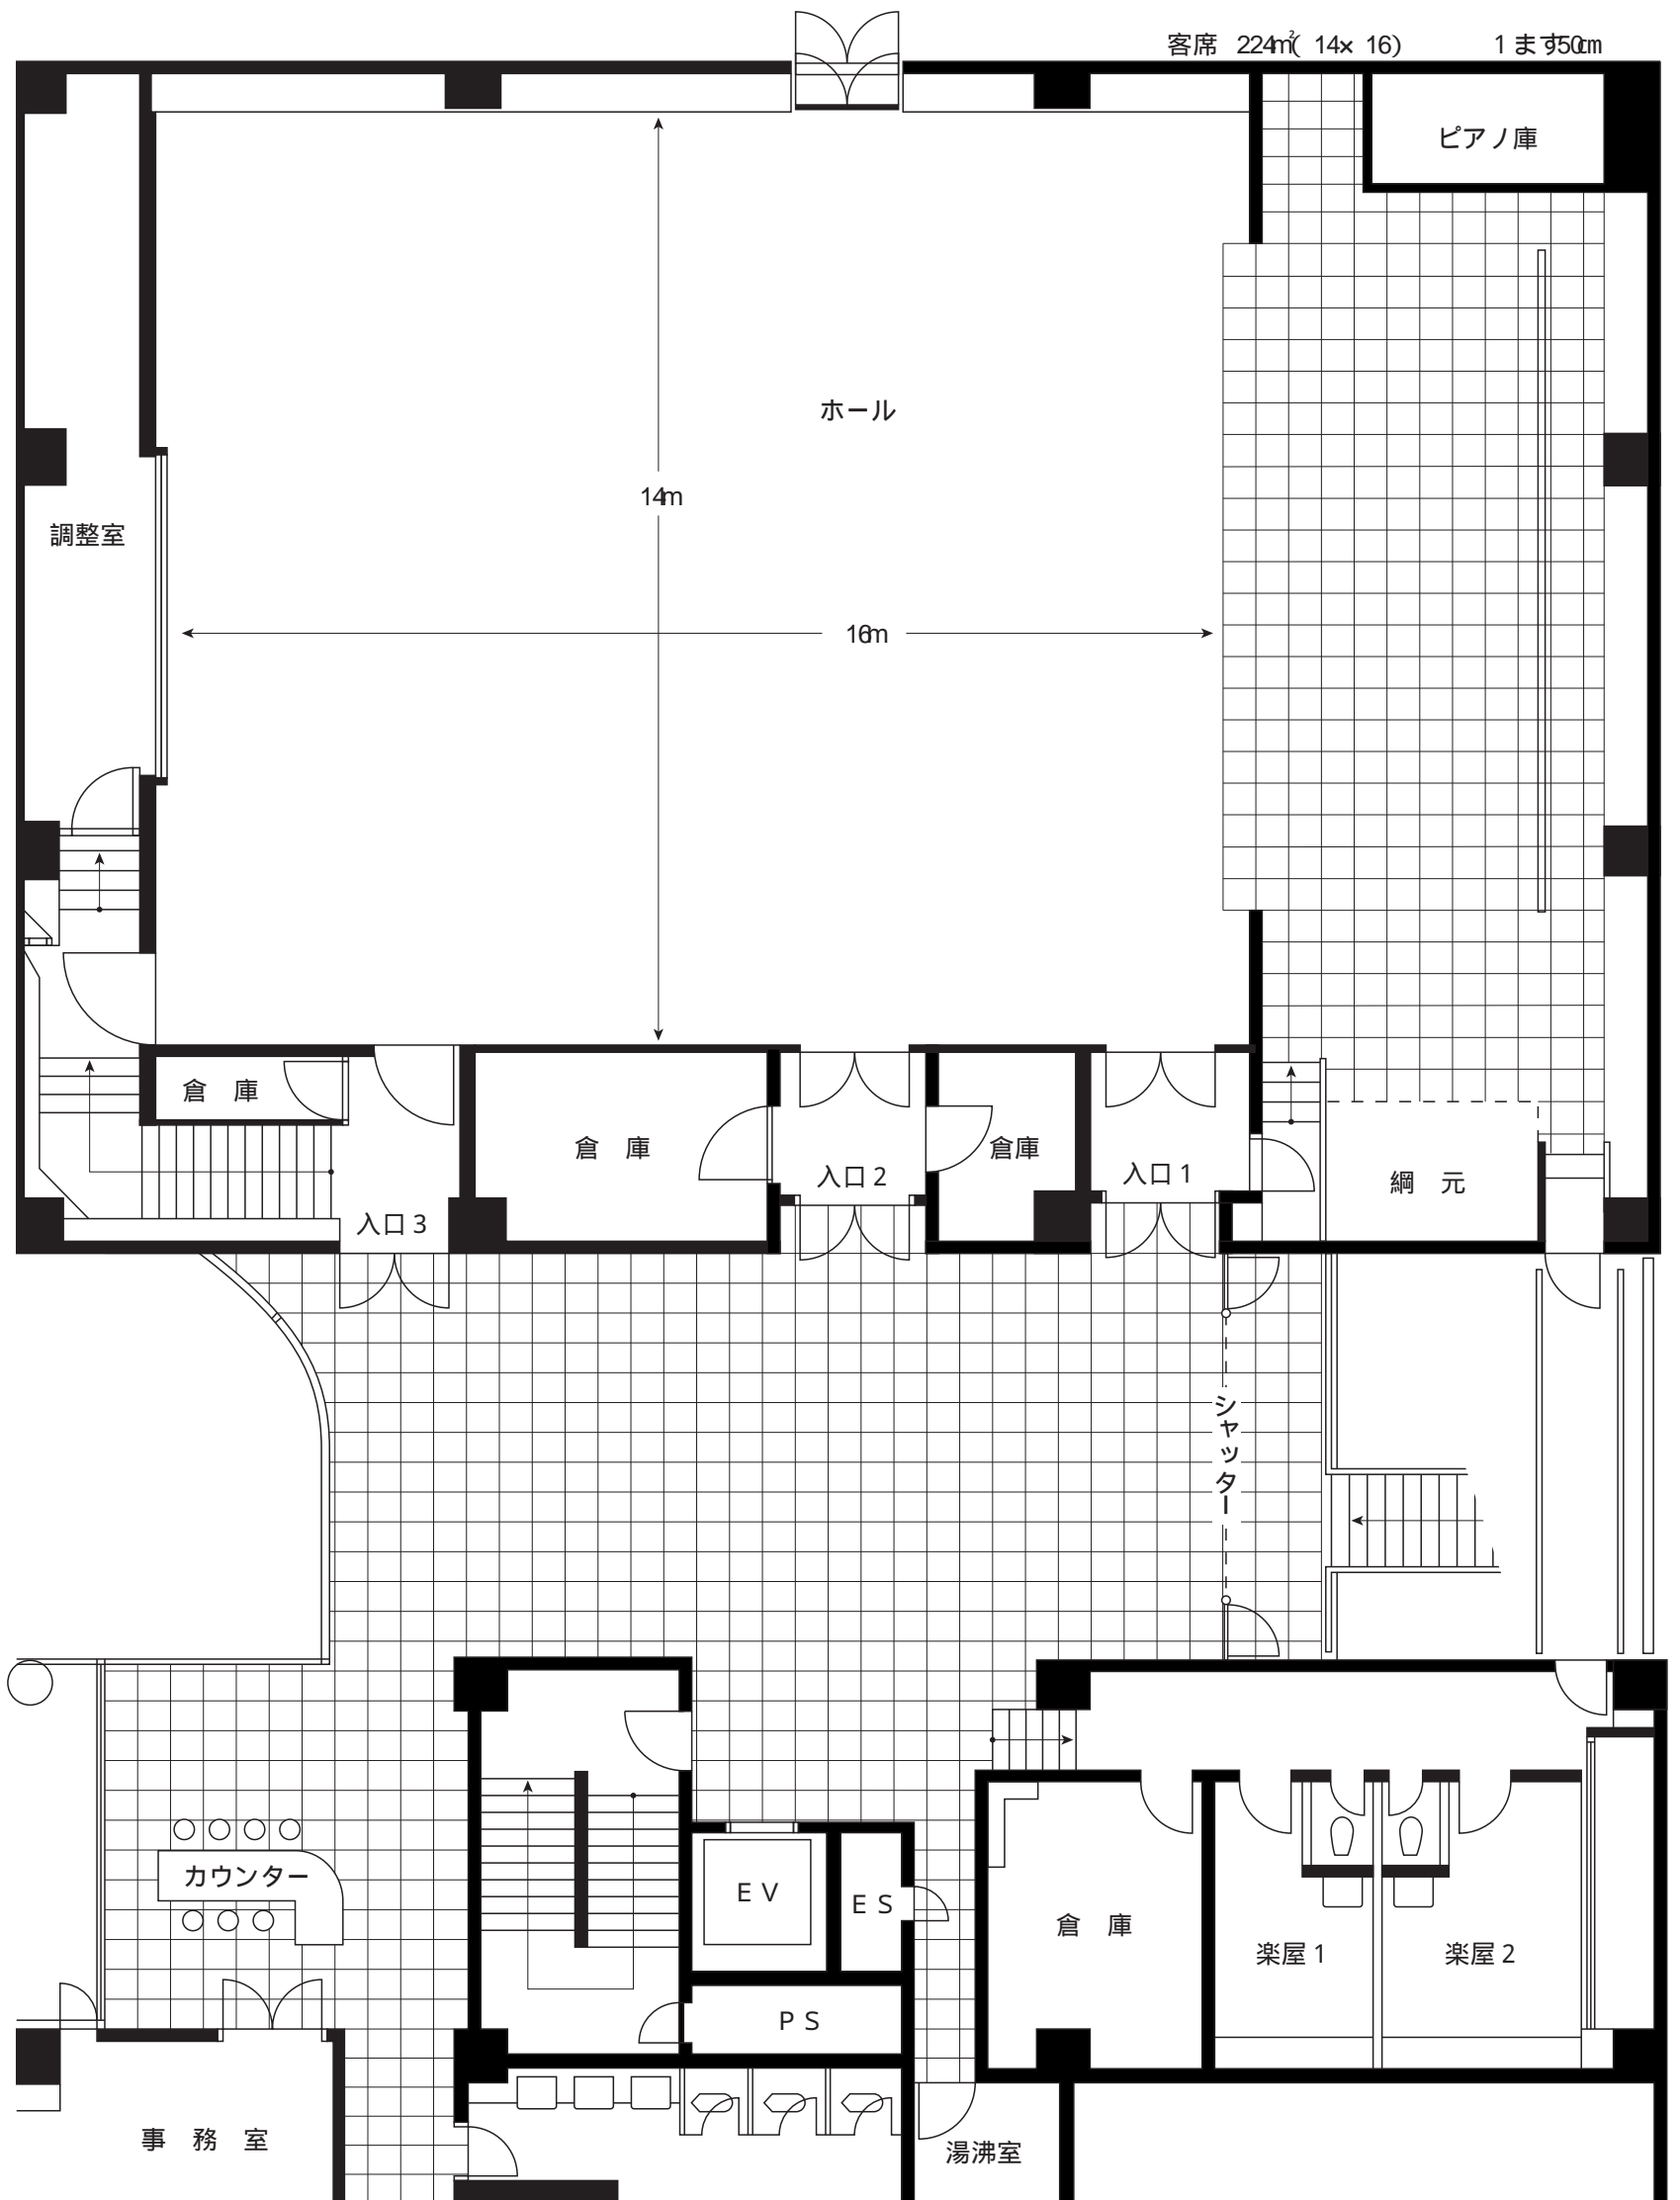 客席 224㎡( 14× 16) 1 ます50㎝
ピアノ庫
ホール
14m
調整室
16m
倉 庫
倉 庫
倉庫
入口 2
入口 1
綱 元
入口 3
シャッター
カウンター
E V
E S
倉 庫
楽屋 1
楽屋 2
P S
事 務 室
湯沸室